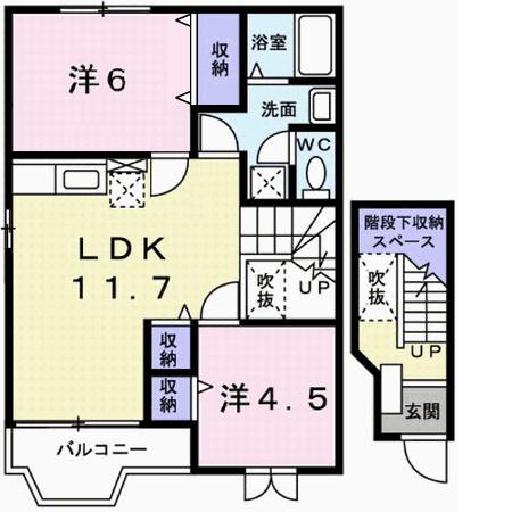 洋6
収納
浴室
洗面
WC
LDK
11.7
吹抜
UP
収納
収納
洋4.5
バルコニー
階段下収納
スペース
吹抜
UP
玄関